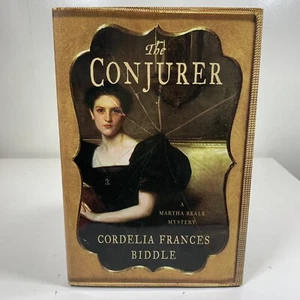 The
CONJURER
A
MARTHA BEALE
MYSTERY
CORDELIA FRANCES
BIDDLE